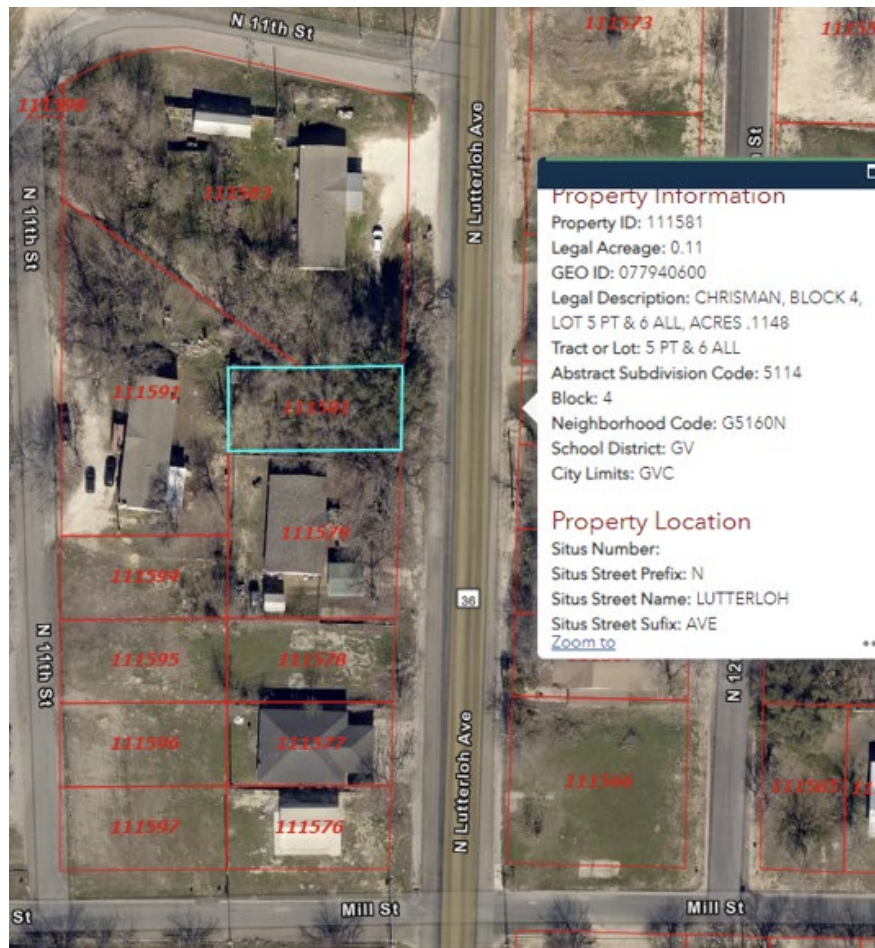 N 11th St
111573
N Lutterloh Ave
N 11th St
111583
Property Information
Property ID: 111581
Legal Acreage: 0.11
GEO ID: 077940600
Legal Description: CHRISMAN, BLOCK 4,
LOT 5 PT & 6 ALL, ACRES .1148
Tract or Lot: 5 PT & 6 ALL
Abstract Subdivision Code: 5114
Block: 4
Neighborhood Code: G5160N
School District: GV
City Limits: GVC
Property Location
Situs Number:
Situs Street Prefix: N
Situs Street Name: LUTTERLOH
Situs Street Sufix: AVE
Zoom to
111591
111581
111594
36
N 11th St
111595
111578
111596
111577
N Lutterloh Ave
111597
111576
St
Mill St
Mill St